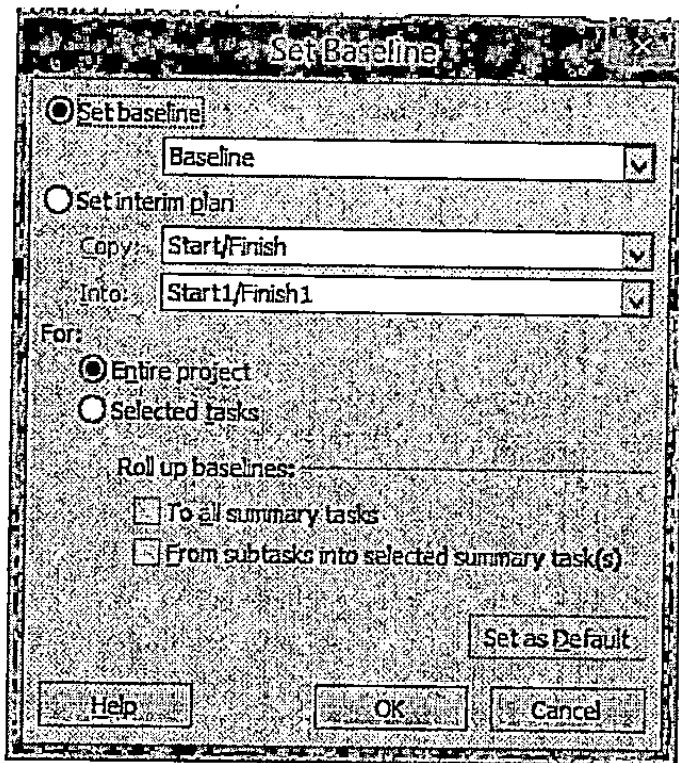 Set Baseline
Set baseline
Baseline
Set interim plan
Copy: Start/Finish
Into: Start1/Finish1
For:
Entire project
Selected tasks
Roll up baselines:
To all summary tasks
From subtasks into selected summary task(s)
Set as Default
Help OK Cancel